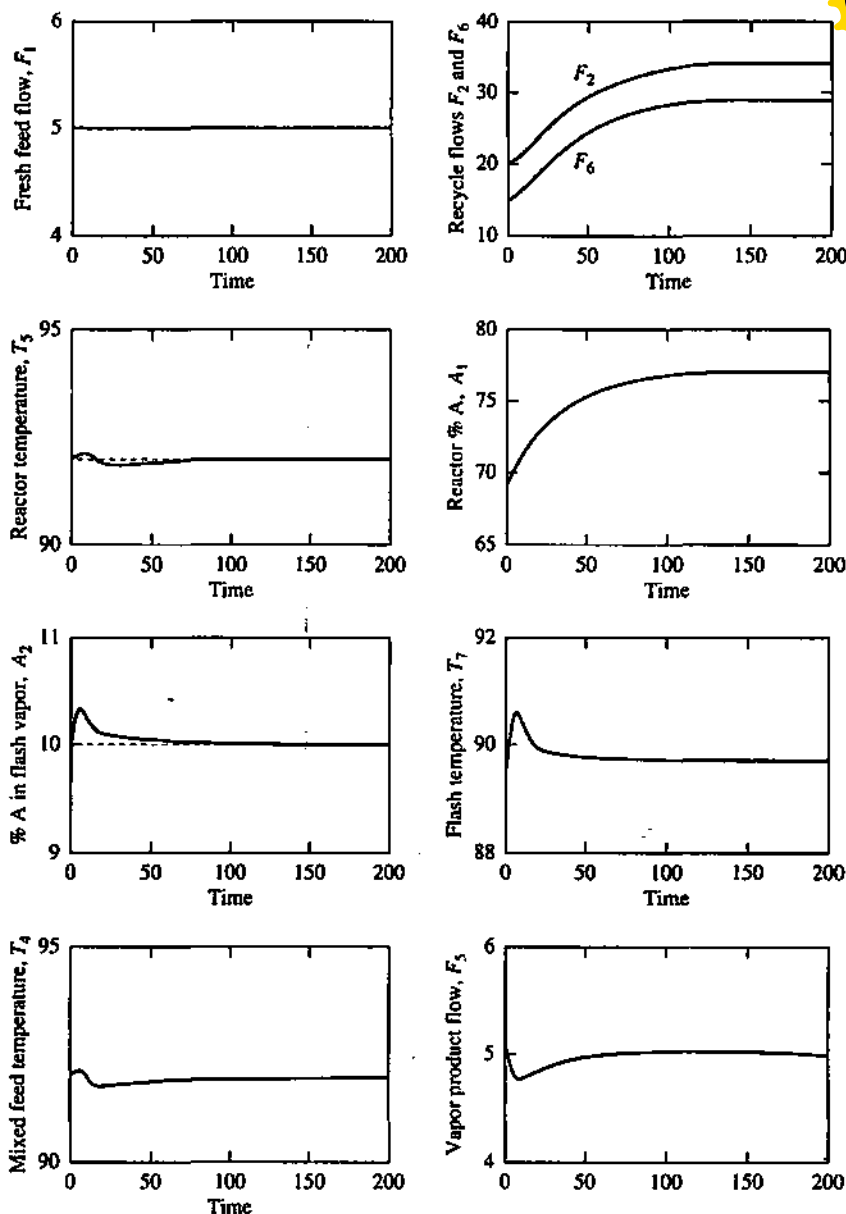 6
5
4
Fresh feed flow, F1
0 50 100 150 200
Time
40
30
20
10
Recycle flows F2 and F6
F2
F6
0 50 100 150 200
Time
95
90
Reactor temperature, T5
0 50 100 150 200
Time
80
75
70
65
Reactor % A, A1
0 50 100 150 200
Time
11
10
9
% A in flash vapor, A2
0 50 100 150 200
Time
92
90
88
Flash temperature, T7
0 50 100 150 200
Time
95
90
Mixed feed temperature, T4
0 50 100 150 200
Time
6
5
4
Vapor product flow, F5
0 50 100 150 200
Time